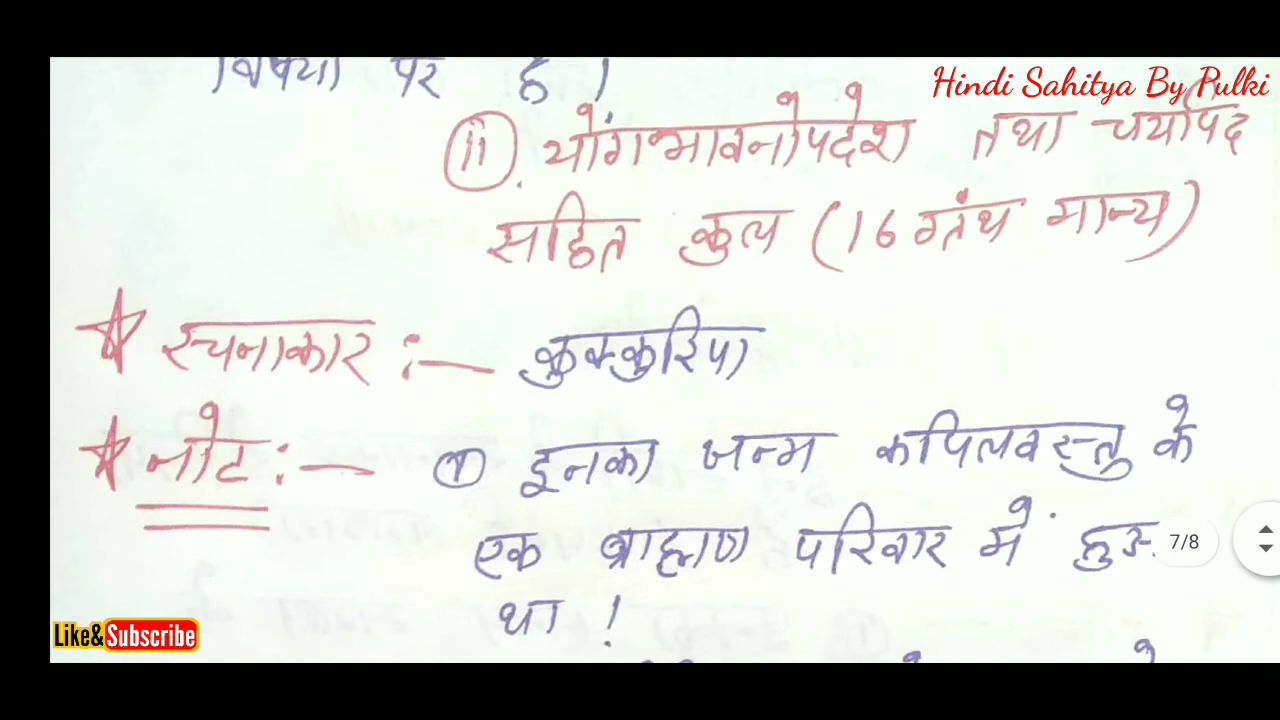 विषयों पर है।
Hindi Sahitya By Pulki
(ii). योगभावनोपदेश तथा चर्यापद
सहित कुल (16 ग्रंथ मान्य)
★ रचनाकार :— कुक्कुरिपा
★ नोट :— (i) इनका जन्म कपिलवस्तु के
एक ब्राह्मण परिवार में
7/8
था!
Like&Subscribe